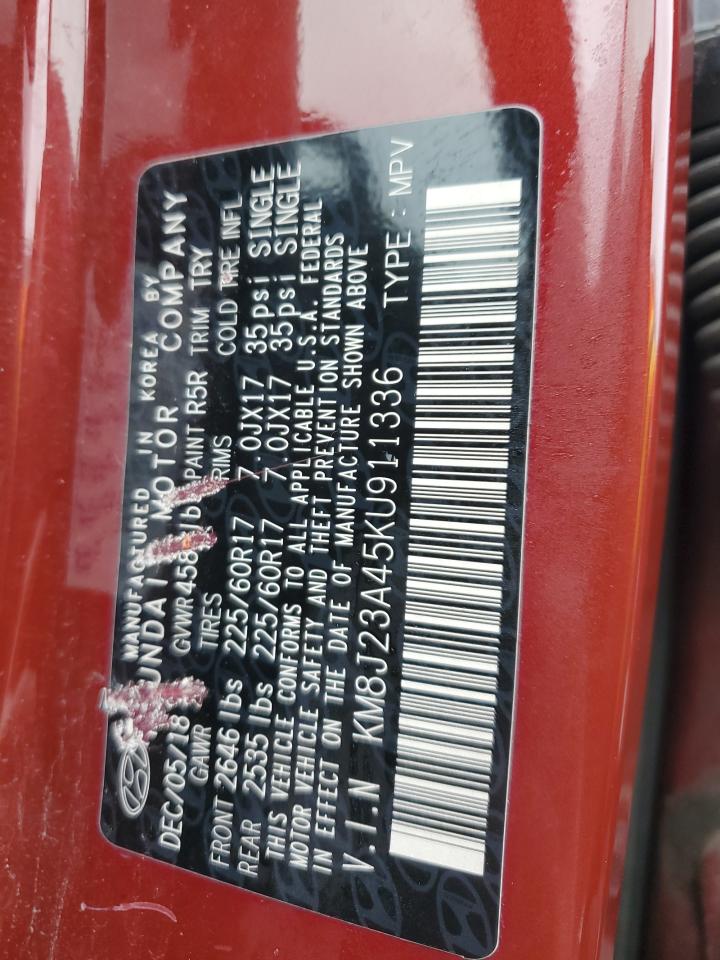 MANUFACTURED IN KOREA BY
MOTOR COMPANY
DEC/05/18 GVWR PAINT R5R TRIM TRY
GAWR TIRES RIMS COLD TIRE INFL
FRONT 2646 lbs 225/60R17 7.0JX17 35psi SINGLE
REAR 2535 lbs 225/60R17 7.0JX17 35psi SINGLE
THIS VEHICLE CONFORMS TO ALL APPLICABLE U.S.A. FEDERAL
MOTOR VEHICLE SAFETY AND THEFT PREVENTION STANDARDS
IN EFFECT ON THE DATE OF MANUFACTURE SHOWN ABOVE
V.I.N KM8J23A45KU911336 TYPE : MPV